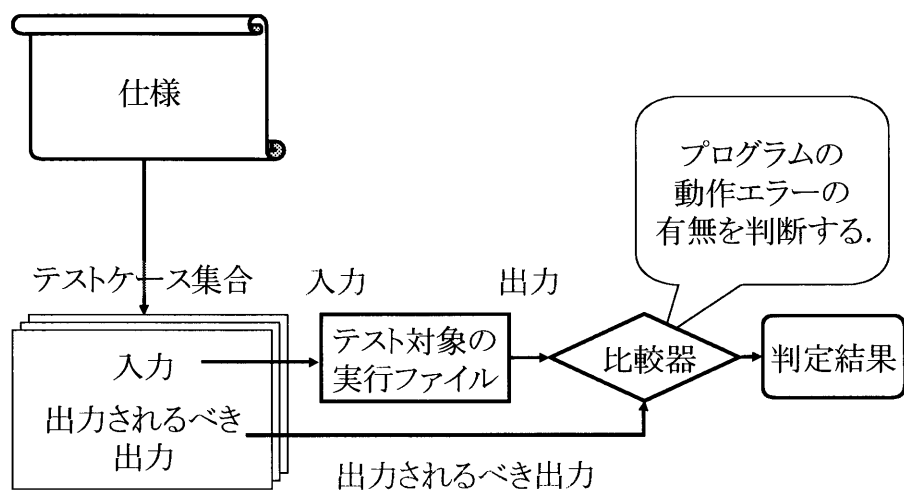 仕様
プログラムの
動作エラーの
有無を判断する.
テストケース集合
入力
出力
入力
テスト対象の
実行ファイル
比較器
判定結果
出力されるべき
出力
出力されるべき出力